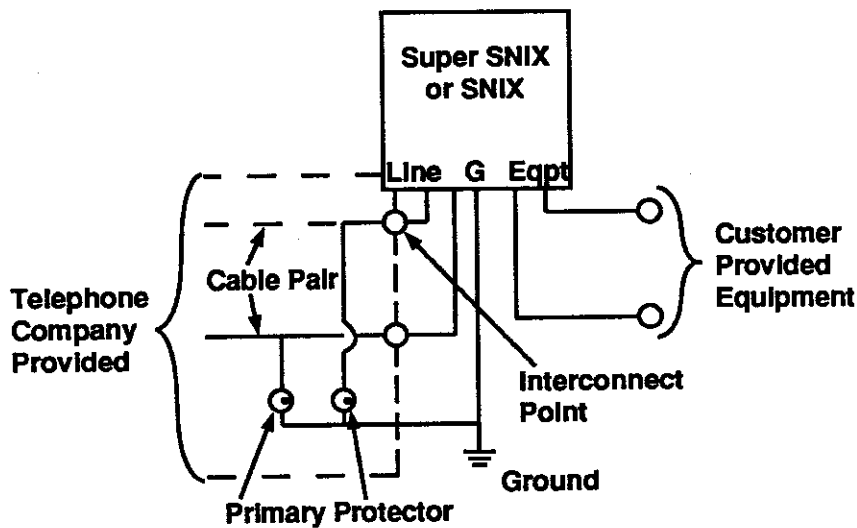 Super SNIX
or SNIX
Line G Eqpt
Cable Pair
Telephone
Company
Provided
Customer
Provided
Equipment
Interconnect
Point
Ground
Primary Protector